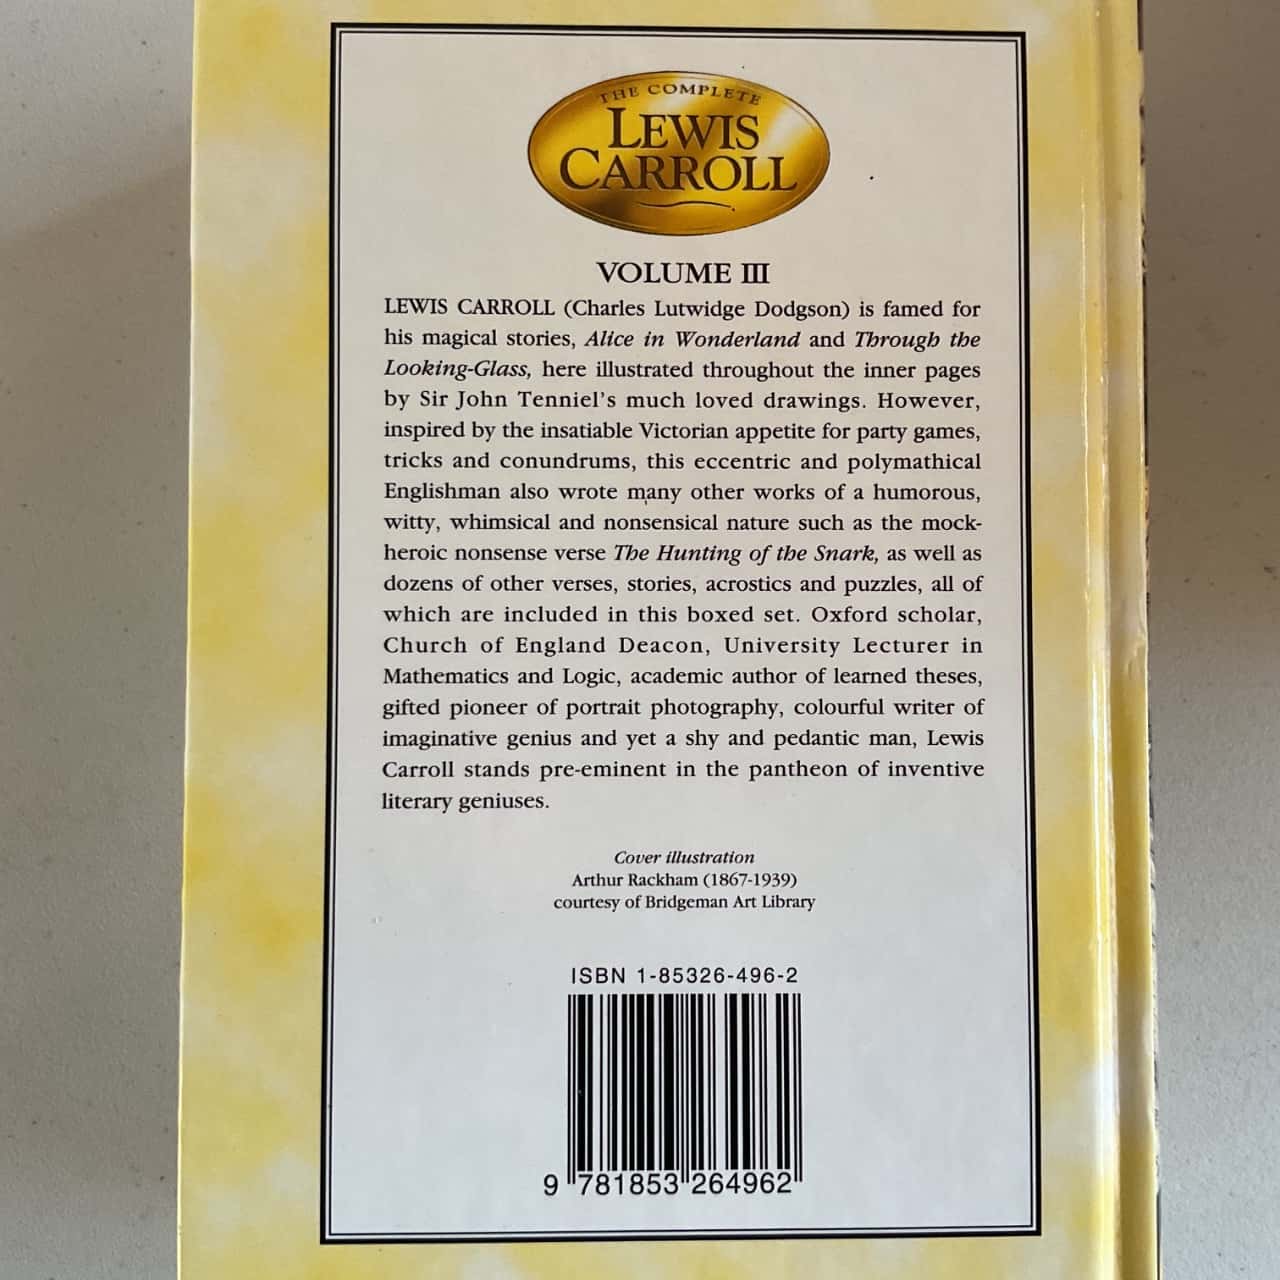 THE COMPLETE
LEWIS
CARROLL
VOLUME III
LEWIS CARROLL (Charles Lutwidge Dodgson) is famed for
his magical stories, Alice in Wonderland and Through the
Looking-Glass, here illustrated throughout the inner pages
by Sir John Tenniel's much loved drawings. However,
inspired by the insatiable Victorian appetite for party games,
tricks and conundrums, this eccentric and polymathical
Englishman also wrote many other works of a humorous,
witty, whimsical and nonsensical nature such as the mock-
heroic nonsense verse The Hunting of the Snark, as well as
dozens of other verses, stories, acrostics and puzzles, all of
which are included in this boxed set. Oxford scholar,
Church of England Deacon, University Lecturer in
Mathematics and Logic, academic author of learned theses,
gifted pioneer of portrait photography, colourful writer of
imaginative genius and yet a shy and pedantic man, Lewis
Carroll stands pre-eminent in the pantheon of inventive
literary geniuses.
Cover illustration
Arthur Rackham (1867-1939)
courtesy of Bridgeman Art Library
ISBN 1-85326-496-2
9 781853 264962